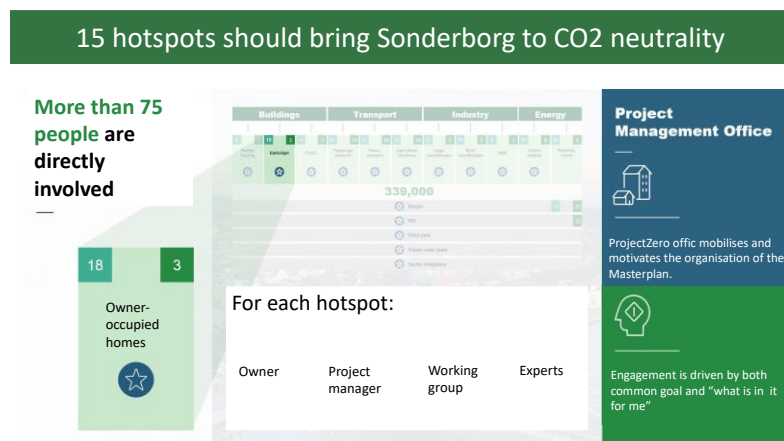 15 hotspots should bring Sonderborg to CO2 neutrality
More than 75
people are
directly
involved
18
3
Owner-
occupied
homes
Buildings
Transport
Industry
Energy
339,000
For each hotspot:
Owner
Project
manager
Working
group
Experts
Project
Management Office
ProjectZero offic mobilises and
motivates the organisation of the
Masterplan.
Engagement is driven by both
common goal and “what is in it
for me”